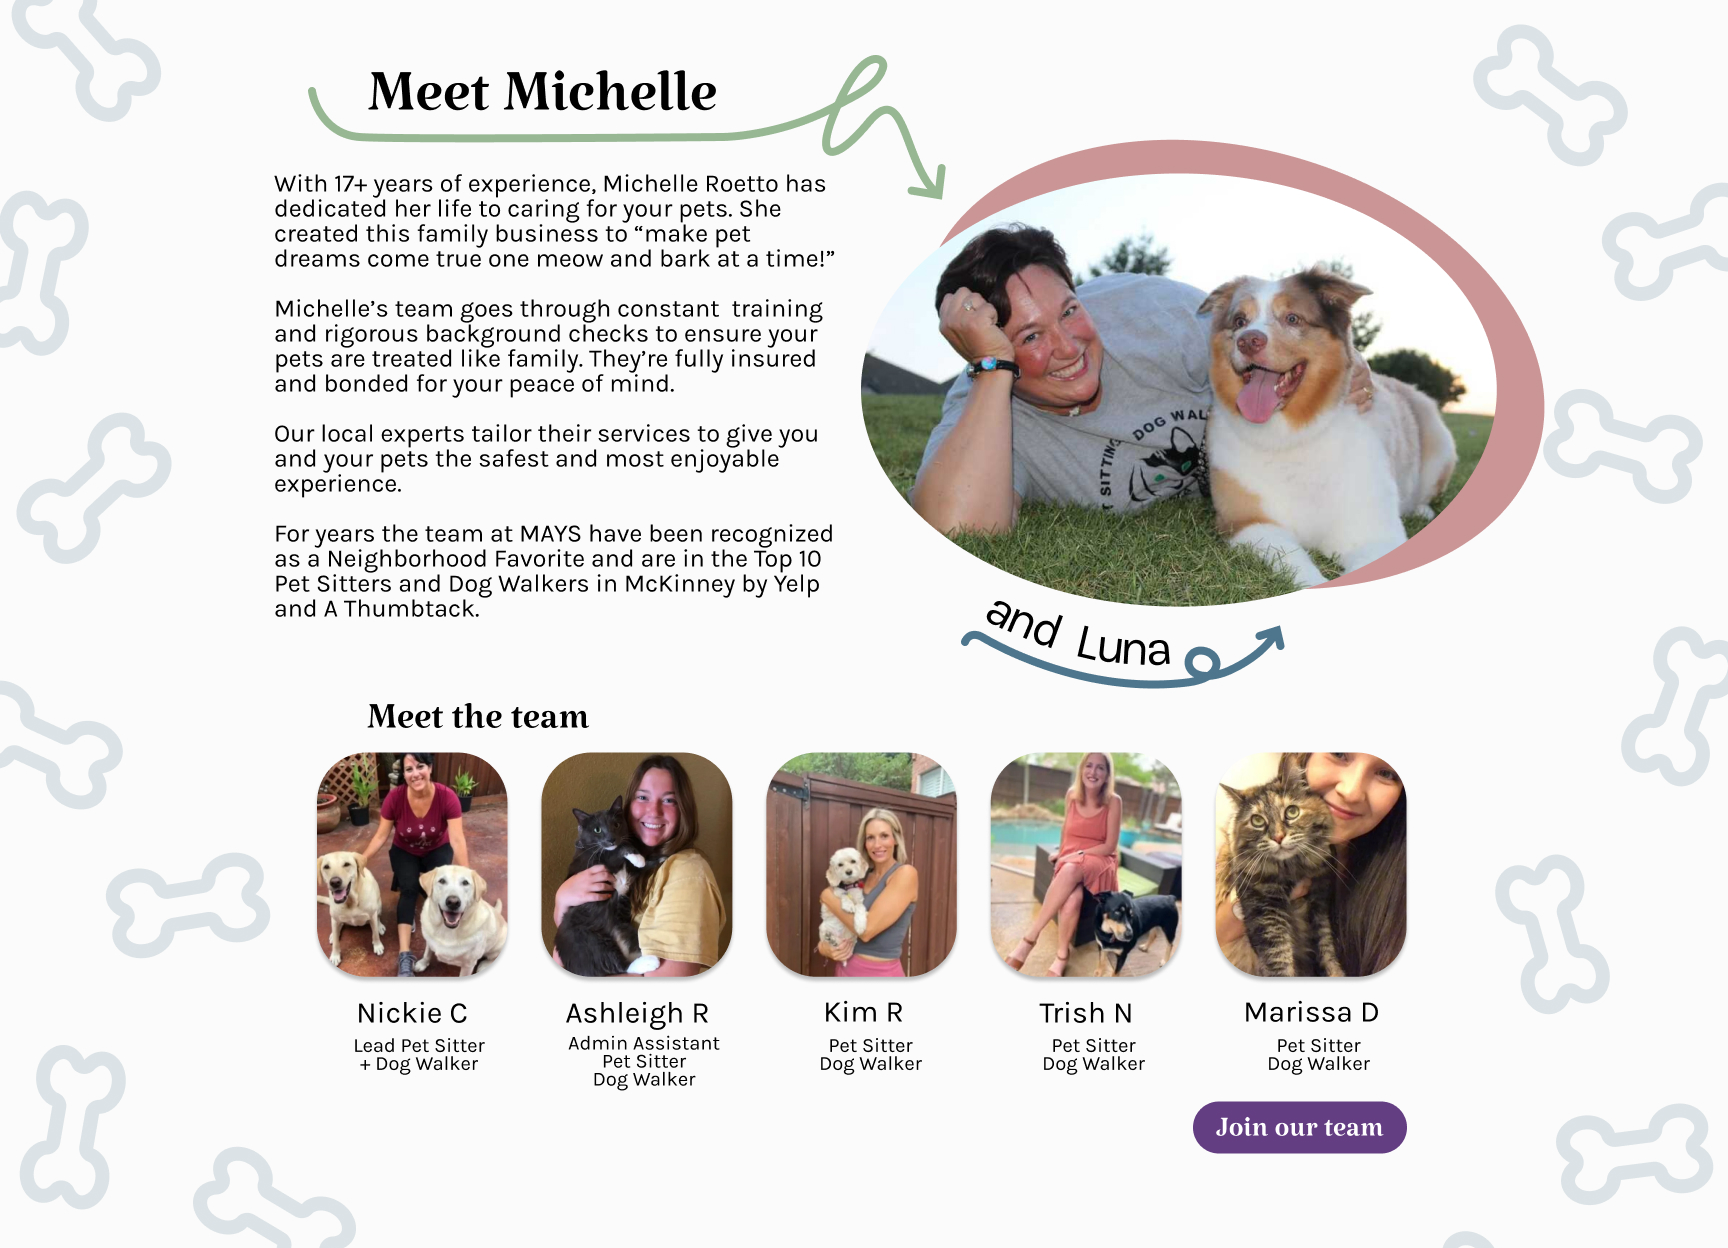 Meet Michelle
With 17+ years of experience, Michelle Roetto has
dedicated her life to caring for your pets. She
created this family business to “make pet
dreams come true one meow and bark at a time!”
Michelle’s team goes through constant  training
and rigorous background checks to ensure your
pets are treated like family. They’re fully insured
and bonded for your peace of mind.
Our local experts tailor their services to give you
and your pets the safest and most enjoyable
experience.
For years the team at MAYS have been recognized
as a Neighborhood Favorite and are in the Top 10
Pet Sitters and Dog Walkers in McKinney by Yelp
and A Thumbtack.
SITTING DOG WAL
and Luna
Meet the team
Nickie C
Lead Pet Sitter
+ Dog Walker
Ashleigh R
Admin Assistant
Pet Sitter
Dog Walker
Kim R
Pet Sitter
Dog Walker
Trish N
Pet Sitter
Dog Walker
Marissa D
Pet Sitter
Dog Walker
Join our team